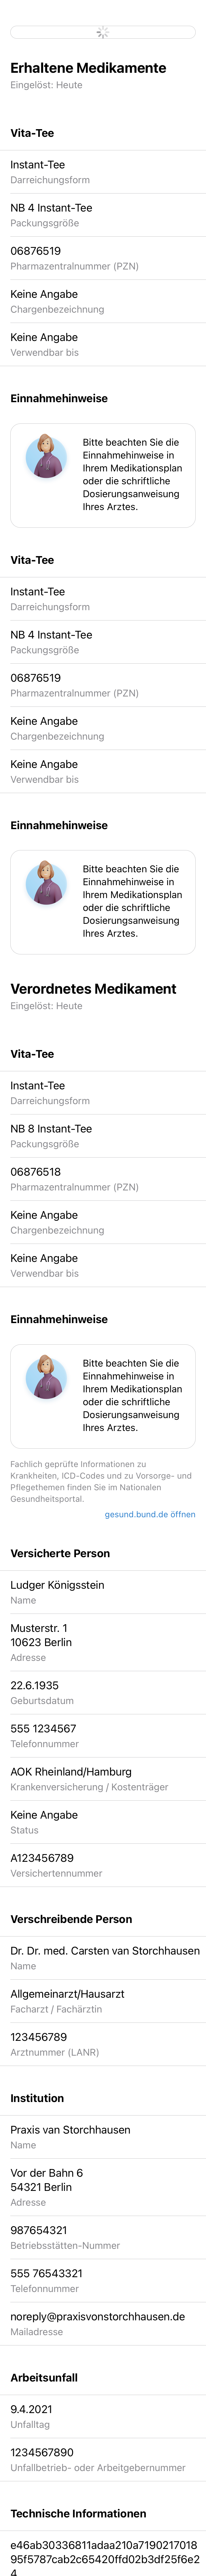 Erhaltene Medikamente
Eingelöst: Heute
Vita-Tee
Instant-Tee
Darreichungsform
NB 4 Instant-Tee
Packungsgröße
06876519
Pharmazentralnummer (PZN)
Keine Angabe
Chargenbezeichnung
Keine Angabe
Verwendbar bis
Einnahmehinweise
Bitte beachten Sie die
Einnahmehinweise in
Ihrem Medikationsplan
oder die schriftliche
Dosierungsanweisung
Ihres Arztes.
Vita-Tee
Instant-Tee
Darreichungsform
NB 4 Instant-Tee
Packungsgröße
06876519
Pharmazentralnummer (PZN)
Keine Angabe
Chargenbezeichnung
Keine Angabe
Verwendbar bis
Einnahmehinweise
Bitte beachten Sie die
Einnahmehinweise in
Ihrem Medikationsplan
oder die schriftliche
Dosierungsanweisung
Ihres Arztes.
Verordnetes Medikament
Eingelöst: Heute
Vita-Tee
Instant-Tee
Darreichungsform
NB 8 Instant-Tee
Packungsgröße
06876518
Pharmazentralnummer (PZN)
Keine Angabe
Chargenbezeichnung
Keine Angabe
Verwendbar bis
Einnahmehinweise
Bitte beachten Sie die
Einnahmehinweise in
Ihrem Medikationsplan
oder die schriftliche
Dosierungsanweisung
Ihres Arztes.
Fachlich geprüfte Informationen zu
Krankheiten, ICD-Codes und zu Vorsorge- und
Pflegethemen finden Sie im Nationalen
Gesundheitsportal.
gesund.bund.de öffnen
Versicherte Person
Ludger Königsstein
Name
Musterstr. 1
10623 Berlin
Adresse
22.6.1935
Geburtsdatum
555 1234567
Telefonnummer
AOK Rheinland/Hamburg
Krankenversicherung / Kostenträger
Keine Angabe
Status
A123456789
Versichertennummer
Verschreibende Person
Dr. Dr. med. Carsten van Storchhausen
Name
Allgemeinarzt/Hausarzt
Facharzt / Fachärztin
123456789
Arztnummer (LANR)
Institution
Praxis van Storchhausen
Name
Vor der Bahn 6
54321 Berlin
Adresse
987654321
Betriebsstätten-Nummer
555 76543321
Telefonnummer
noreply@praxisvonstorchhausen.de
Mailadresse
Arbeitsunfall
9.4.2021
Unfalltag
1234567890
Unfallbetrieb- oder Arbeitgebernummer
Technische Informationen
e46ab30336811adaa210a7190217018
95f5787cab2c65420ffd02b3df25f6e2
4